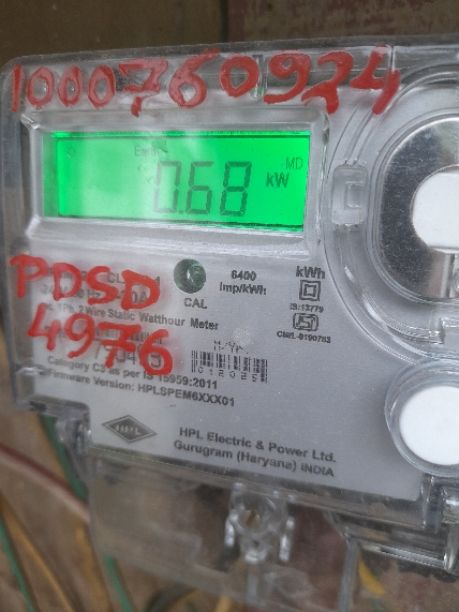 1000760924
Earth
MD
0.68 kW
PDSD
4976
CAL
6400
Imp/kWh
kWh
IS:13779
CM/L-8190783
2 Wire Static Watthour Meter
Category C3 as per IS 15959:2011
Firmware Version: HPLSPEM6XXX01
HPL
HPL Electric & Power Ltd.
Gurugram (Haryana) INDIA